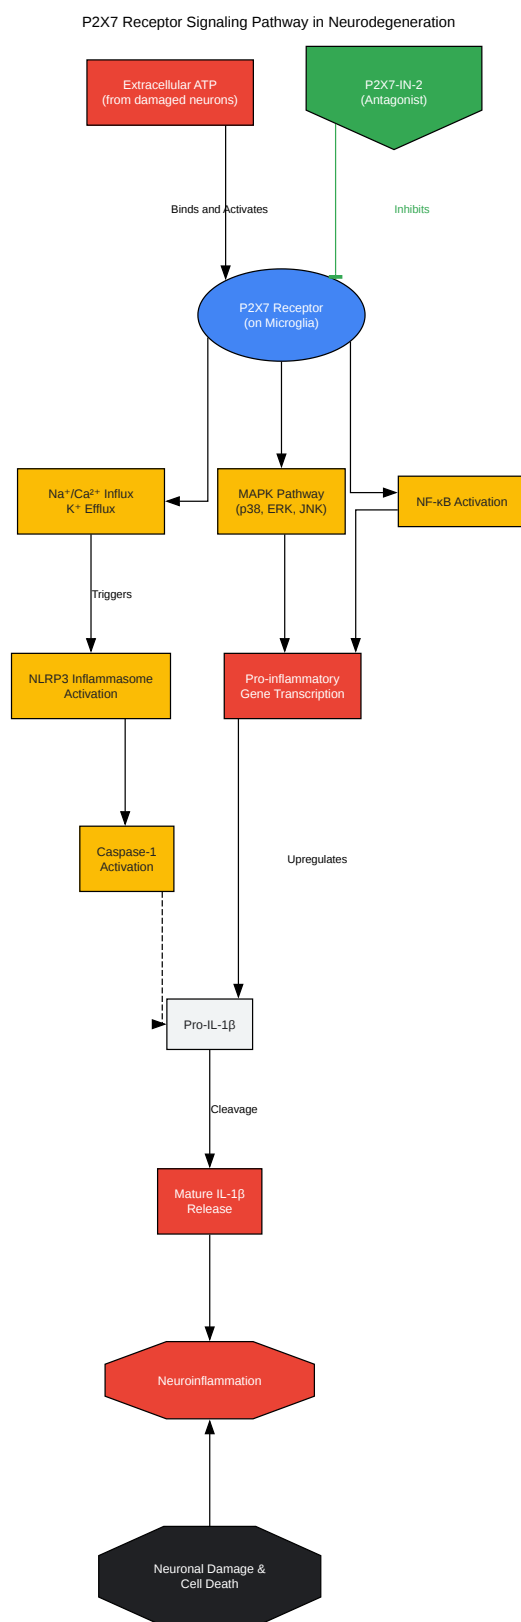 P2X7 Receptor Signaling Pathway in Neurodegeneration
Extracellular ATP
(from damaged neurons)
P2X7-IN-2
(Antagonist)
Binds and Activates
Inhibits
P2X7 Receptor
(on Microglia)
Na⁺/Ca²⁺ Influx
K⁺ Efflux
MAPK Pathway
(p38, ERK, JNK)
NF-κB Activation
Triggers
NLRP3 Inflammasome
Activation
Pro-inflammatory
Gene Transcription
Caspase-1
Activation
Upregulates
Pro-IL-1β
Cleavage
Mature IL-1β
Release
Neuroinflammation
Neuronal Damage &
Cell Death